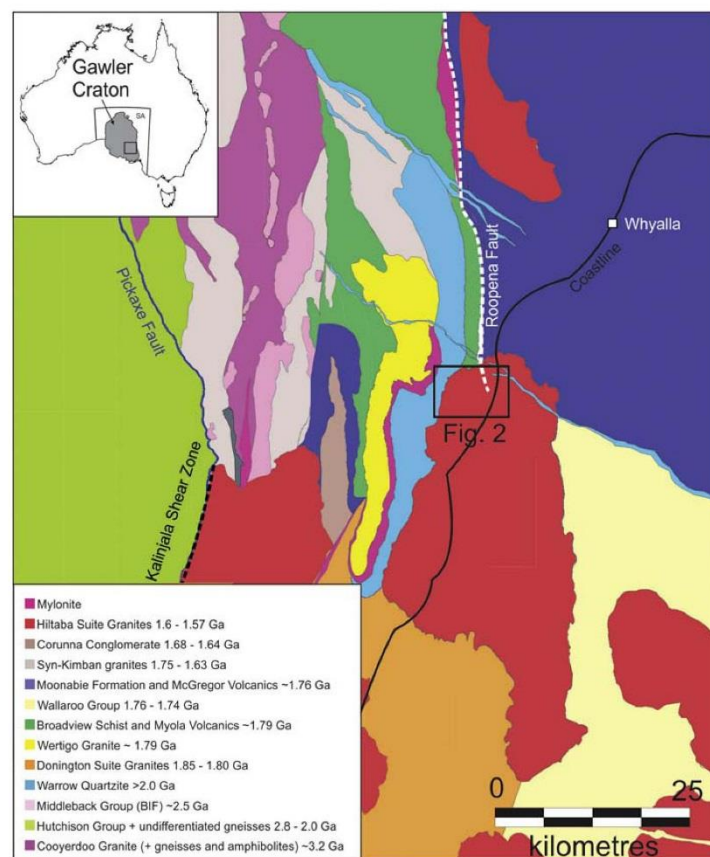 Gawler
Craton
SA
Whyalla
Coastline
Roopena Fault
Pickaxe Fault
Fig. 2
Kalinjala Shear Zone
Mylonite
Hiltaba Suite Granites 1.6 - 1.57 Ga
Corunna Conglomerate 1.68 - 1.64 Ga
Syn-Kimban granites 1.75 - 1.63 Ga
Moonabie Formation and McGregor Volcanics ~1.76 Ga
Wallaroo Group 1.76 - 1.74 Ga
Broadview Schist and Myola Volcanics ~1.79 Ga
Wertigo Granite ~ 1.79 Ga
Donington Suite Granites 1.85 - 1.80 Ga
Warrow Quartzite >2.0 Ga
Middleback Group (BIF) ~2.5 Ga
Hutchison Group + undifferentiated gneisses 2.8 - 2.0 Ga
Cooyerdoo Granite (+ gneisses and amphibolites) ~3.2 Ga
0 25
kilometres